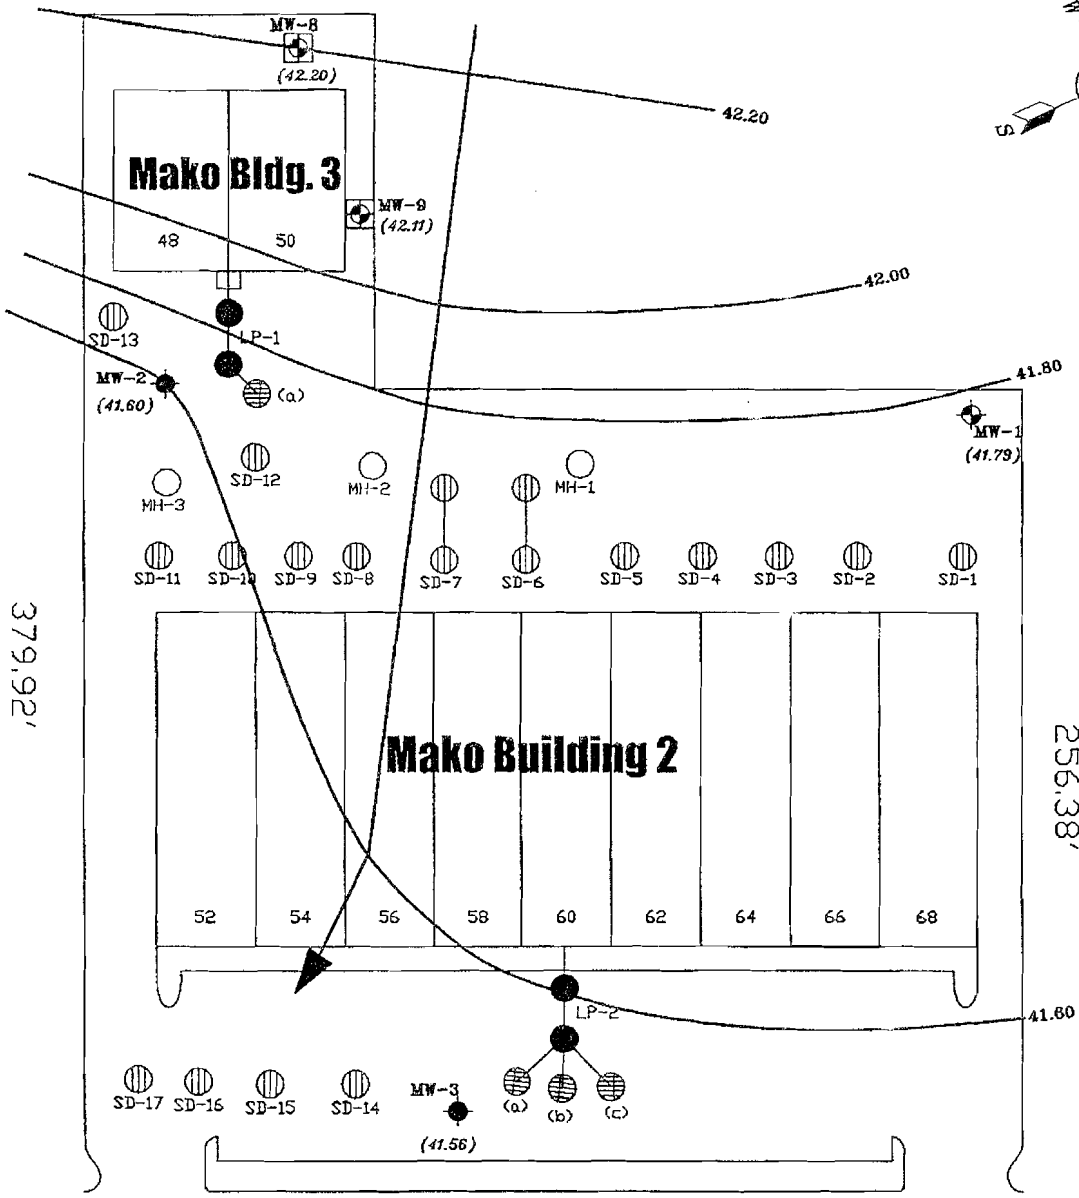 W
MW-8
(42.20)
42.20
S
Mako Bldg. 3
MW-9
(42.11)
48
50
42.00
SD-13
LP-1
41.80
MW-2
(41.60)
(a)
MW-1
(41.79)
SD-12
MH-3
MH-2
MH-1
SD-11
SD-10
SD-9
SD-8
SD-7
SD-6
SD-5
SD-4
SD-3
SD-2
SD-1
379.92'
256.38'
Mako Building 2
52
54
56
58
60
62
64
66
68
LP-2
41.60
SD-17
SD-16
SD-15
SD-14
MW-3
(41.56)
(a)
(b)
(c)